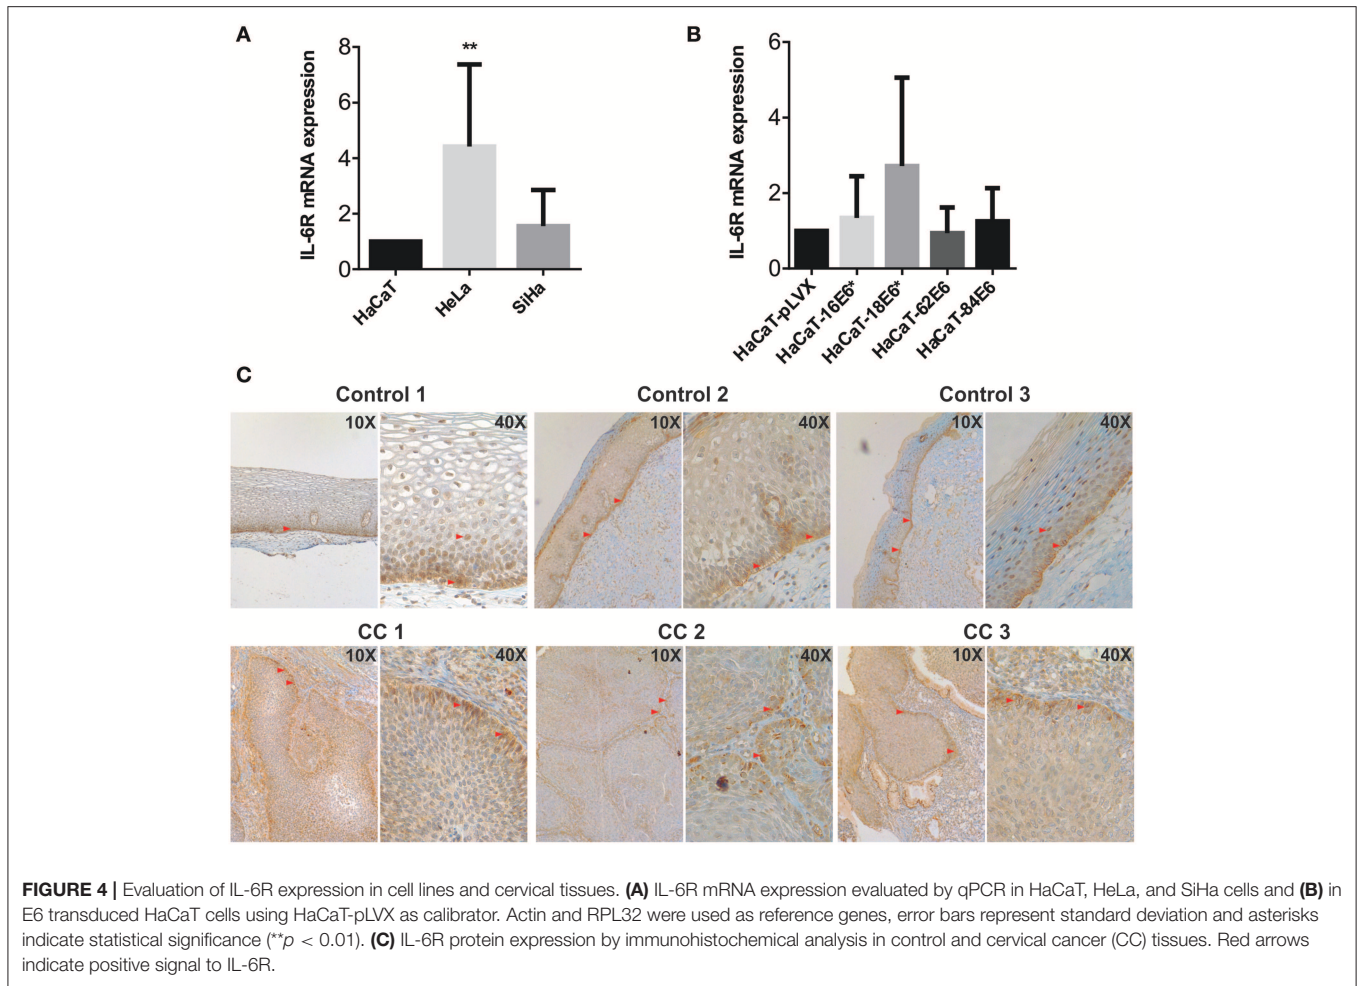 A
IL-6R mRNA expression
8
6
4
2
0
**
HaCaT
HeLa
SiHa
B
IL-6R mRNA expression
6
4
2
0
HaCaT-pLVX
HaCaT-16E6*
HaCaT-18E6*
HaCaT-62E6
HaCaT-84E6
C
Control 1
Control 2
Control 3
10X
40X
10X
40X
10X
40X
CC 1
CC 2
CC 3
10X
40X
10X
40X
10X
40X
FIGURE 4 | Evaluation of IL-6R expression in cell lines and cervical tissues. (A) IL-6R mRNA expression evaluated by qPCR in HaCaT, HeLa, and SiHa cells and (B) in
E6 transduced HaCaT cells using HaCaT-pLVX as calibrator. Actin and RPL32 were used as reference genes, error bars represent standard deviation and asterisks
indicate statistical significance (**p < 0.01). (C) IL-6R protein expression by immunohistochemical analysis in control and cervical cancer (CC) tissues. Red arrows
indicate positive signal to IL-6R.